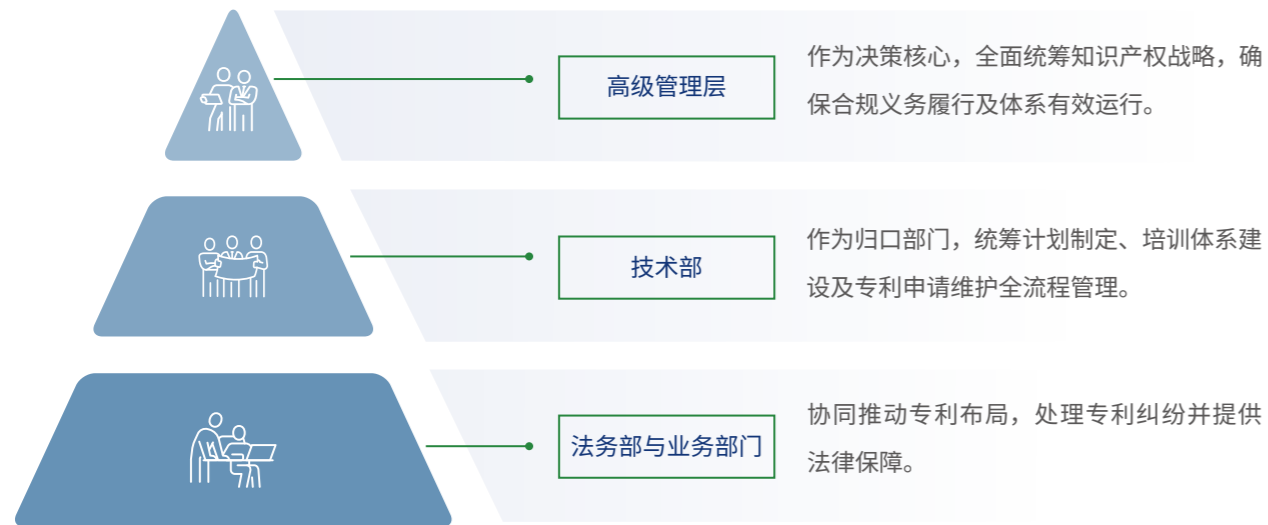 高级管理层
作为决策核心，全面统筹知识产权战略，确
保合规义务履行及体系有效运行。
技术部
作为归口部门，统筹计划制定、培训体系建
设及专利申请维护全流程管理。
法务部与业务部门
协同推动专利布局，处理专利纠纷并提供
法律保障。